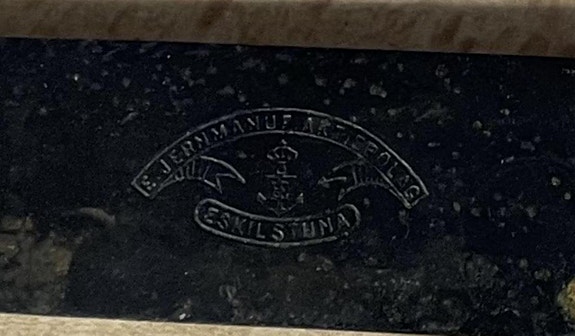 E. JERNMANUF. AKTIEBOLAG
ESKILSTUNA